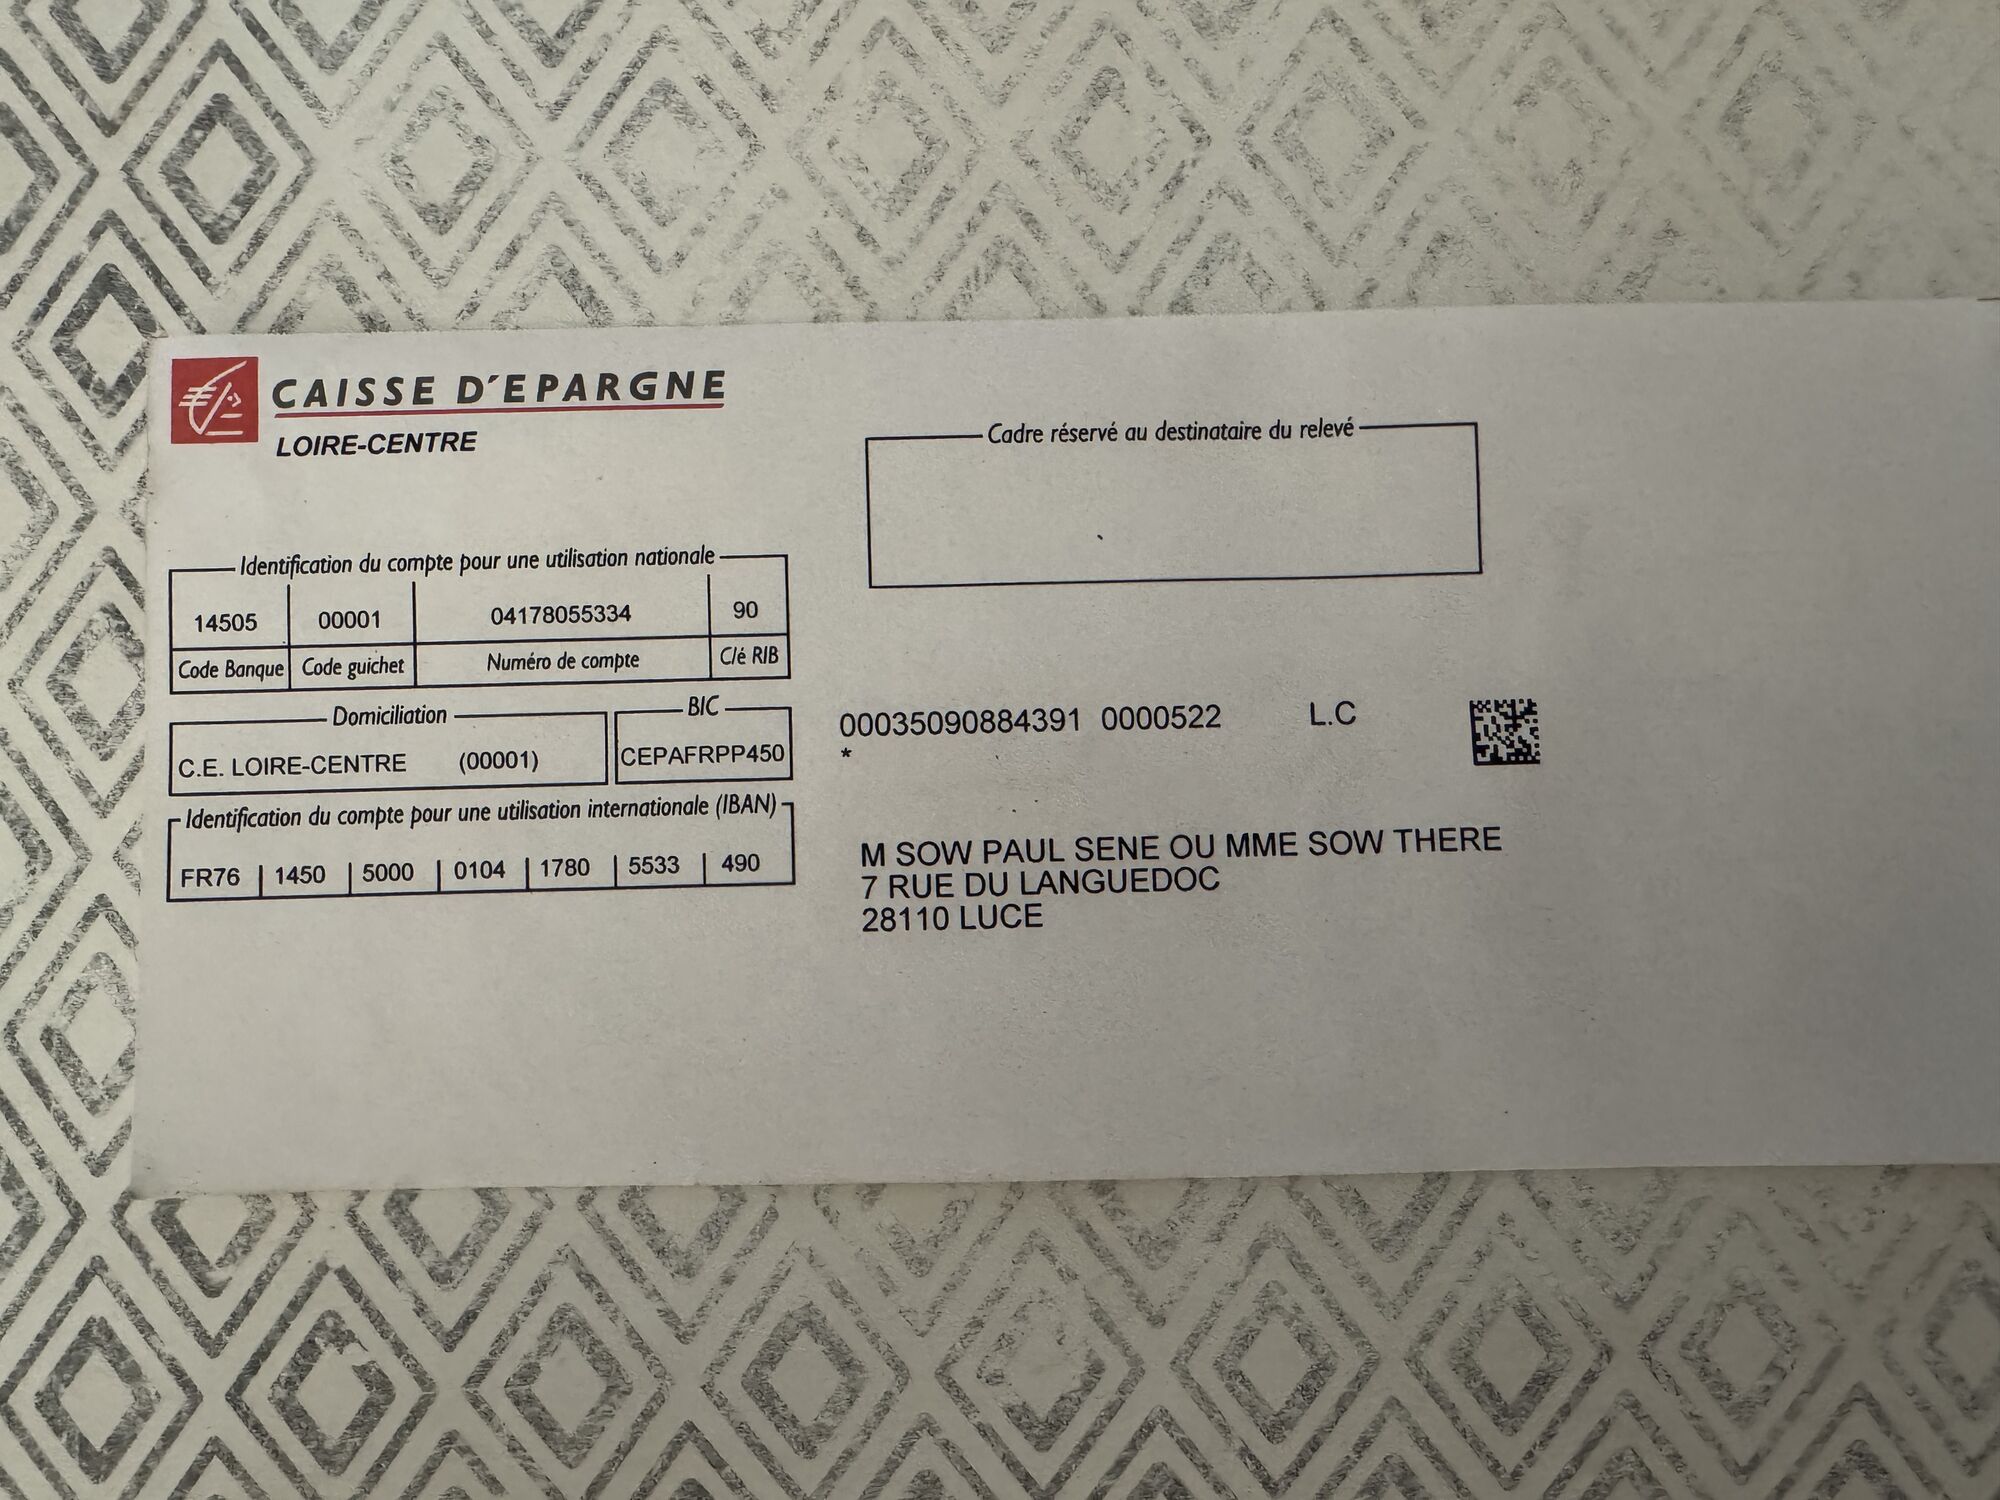 CAISSE D'EPARGNE
LOIRE-CENTRE
Cadre réservé au destinataire du relevé
Identification du compte pour une utilisation nationale
14505 00001 04178055334 90
Code Banque Code guichet Numéro de compte Clé RIB
Domiciliation BIC
C.E. LOIRE-CENTRE (00001) CEPAFRPP450
Identification du compte pour une utilisation internationale (IBAN)
FR76 1450 5000 0104 1780 5533 490
00035090884391 0000522 L.C
*
M SOW PAUL SENE OU MME SOW THERE
7 RUE DU LANGUEDOC
28110 LUCE